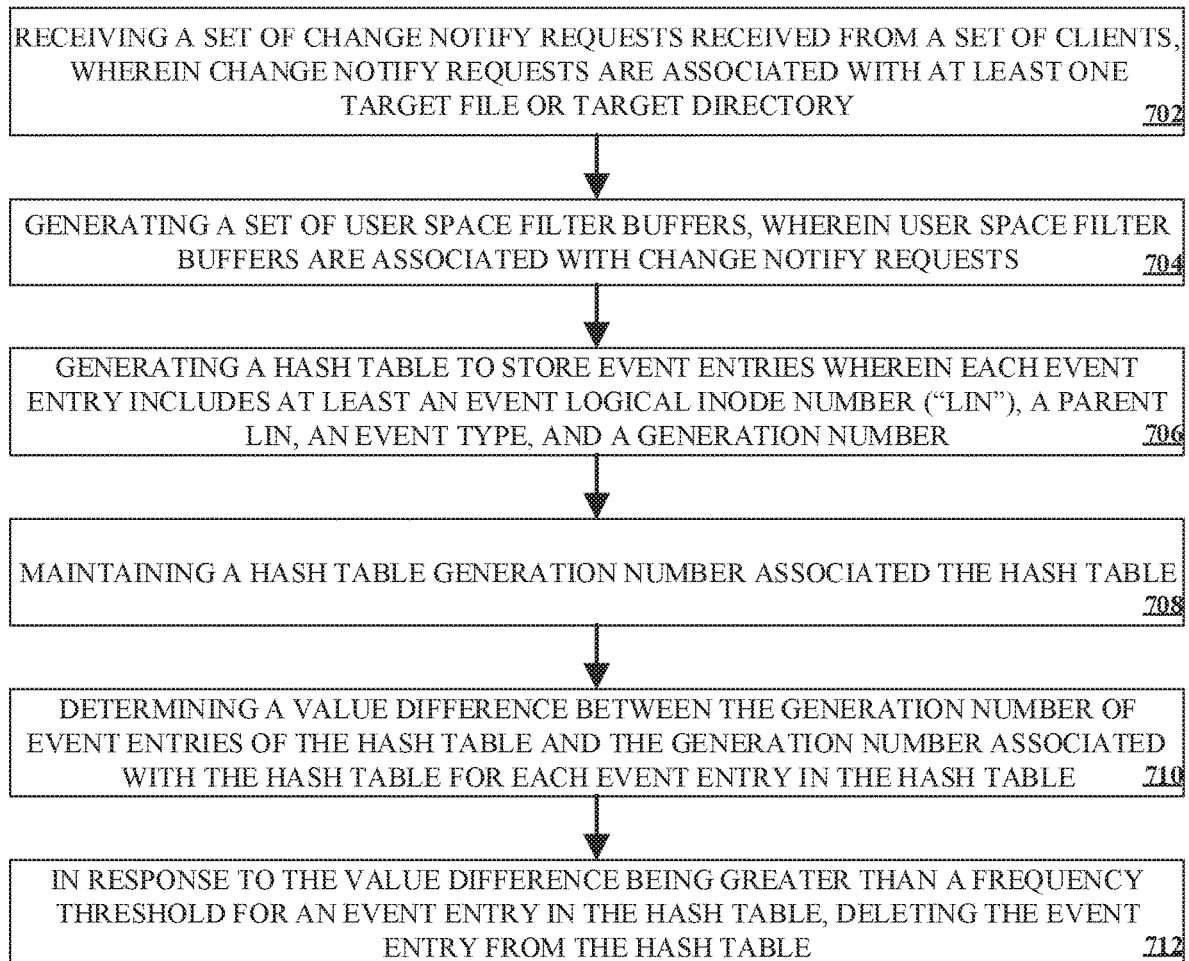 RECEIVING A SET OF CHANGE NOTIFY REQUESTS RECEIVED FROM A SET OF CLIENTS,
WHEREIN CHANGE NOTIFY REQUESTS ARE ASSOCIATED WITH AT LEAST ONE
TARGET FILE OR TARGET DIRECTORY
702
GENERATING A SET OF USER SPACE FILTER BUFFERS, WHEREIN USER SPACE FILTER
BUFFERS ARE ASSOCIATED WITH CHANGE NOTIFY REQUESTS
704
GENERATING A HASH TABLE TO STORE EVENT ENTRIES WHEREIN EACH EVENT
ENTRY INCLUDES AT LEAST AN EVENT LOGICAL INODE NUMBER (“LIN”), A PARENT
LIN, AN EVENT TYPE, AND A GENERATION NUMBER
706
MAINTAINING A HASH TABLE GENERATION NUMBER ASSOCIATED THE HASH TABLE
708
DETERMINING A VALUE DIFFERENCE BETWEEN THE GENERATION NUMBER OF
EVENT ENTRIES OF THE HASH TABLE AND THE GENERATION NUMBER ASSOCIATED
WITH THE HASH TABLE FOR EACH EVENT ENTRY IN THE HASH TABLE
710
IN RESPONSE TO THE VALUE DIFFERENCE BEING GREATER THAN A FREQUENCY
THRESHOLD FOR AN EVENT ENTRY IN THE HASH TABLE, DELETING THE EVENT
ENTRY FROM THE HASH TABLE
712